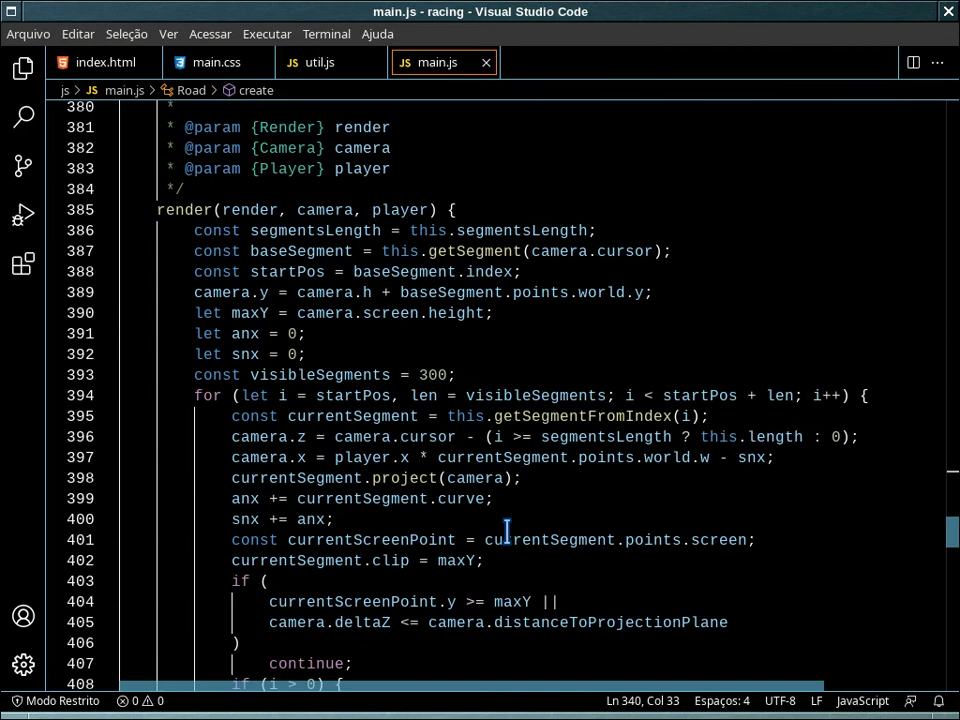 main.js - racing - Visual Studio Code
Arquivo Editar Seleção Ver Acessar Executar Terminal Ajuda
index.html main.css JS util.js JS main.js
js > JS main.js > Road > create
380 *
381 * @param {Render} render
382 * @param {Camera} camera
383 * @param {Player} player
384 */
385 render(render, camera, player) {
386 const segmentsLength = this.segmentsLength;
387 const baseSegment = this.getSegment(camera.cursor);
388 const startPos = baseSegment.index;
389 camera.y = camera.h + baseSegment.points.world.y;
390 let maxY = camera.screen.height;
391 let anx = 0;
392 let snx = 0;
393 const visibleSegments = 300;
394 for (let i = startPos, len = visibleSegments; i < startPos + len; i++) {
395 const currentSegment = this.getSegmentFromIndex(i);
396 camera.z = camera.cursor - (i >= segmentsLength ? this.length : 0);
397 camera.x = player.x * currentSegment.points.world.w - snx;
398 currentSegment.project(camera);
399 anx += currentSegment.curve;
400 snx += anx;
401 const currentScreenPoint = currentSegment.points.screen;
402 currentSegment.clip = maxY;
403 if (
404 currentScreenPoint.y >= maxY ||
405 camera.deltaZ <= camera.distanceToProjectionPlane
406 )
407 continue;
408 if (i > 0) {
Modo Restrito 0 0 Ln 340, Col 33 Espaços: 4 UTF-8 LF JavaScript